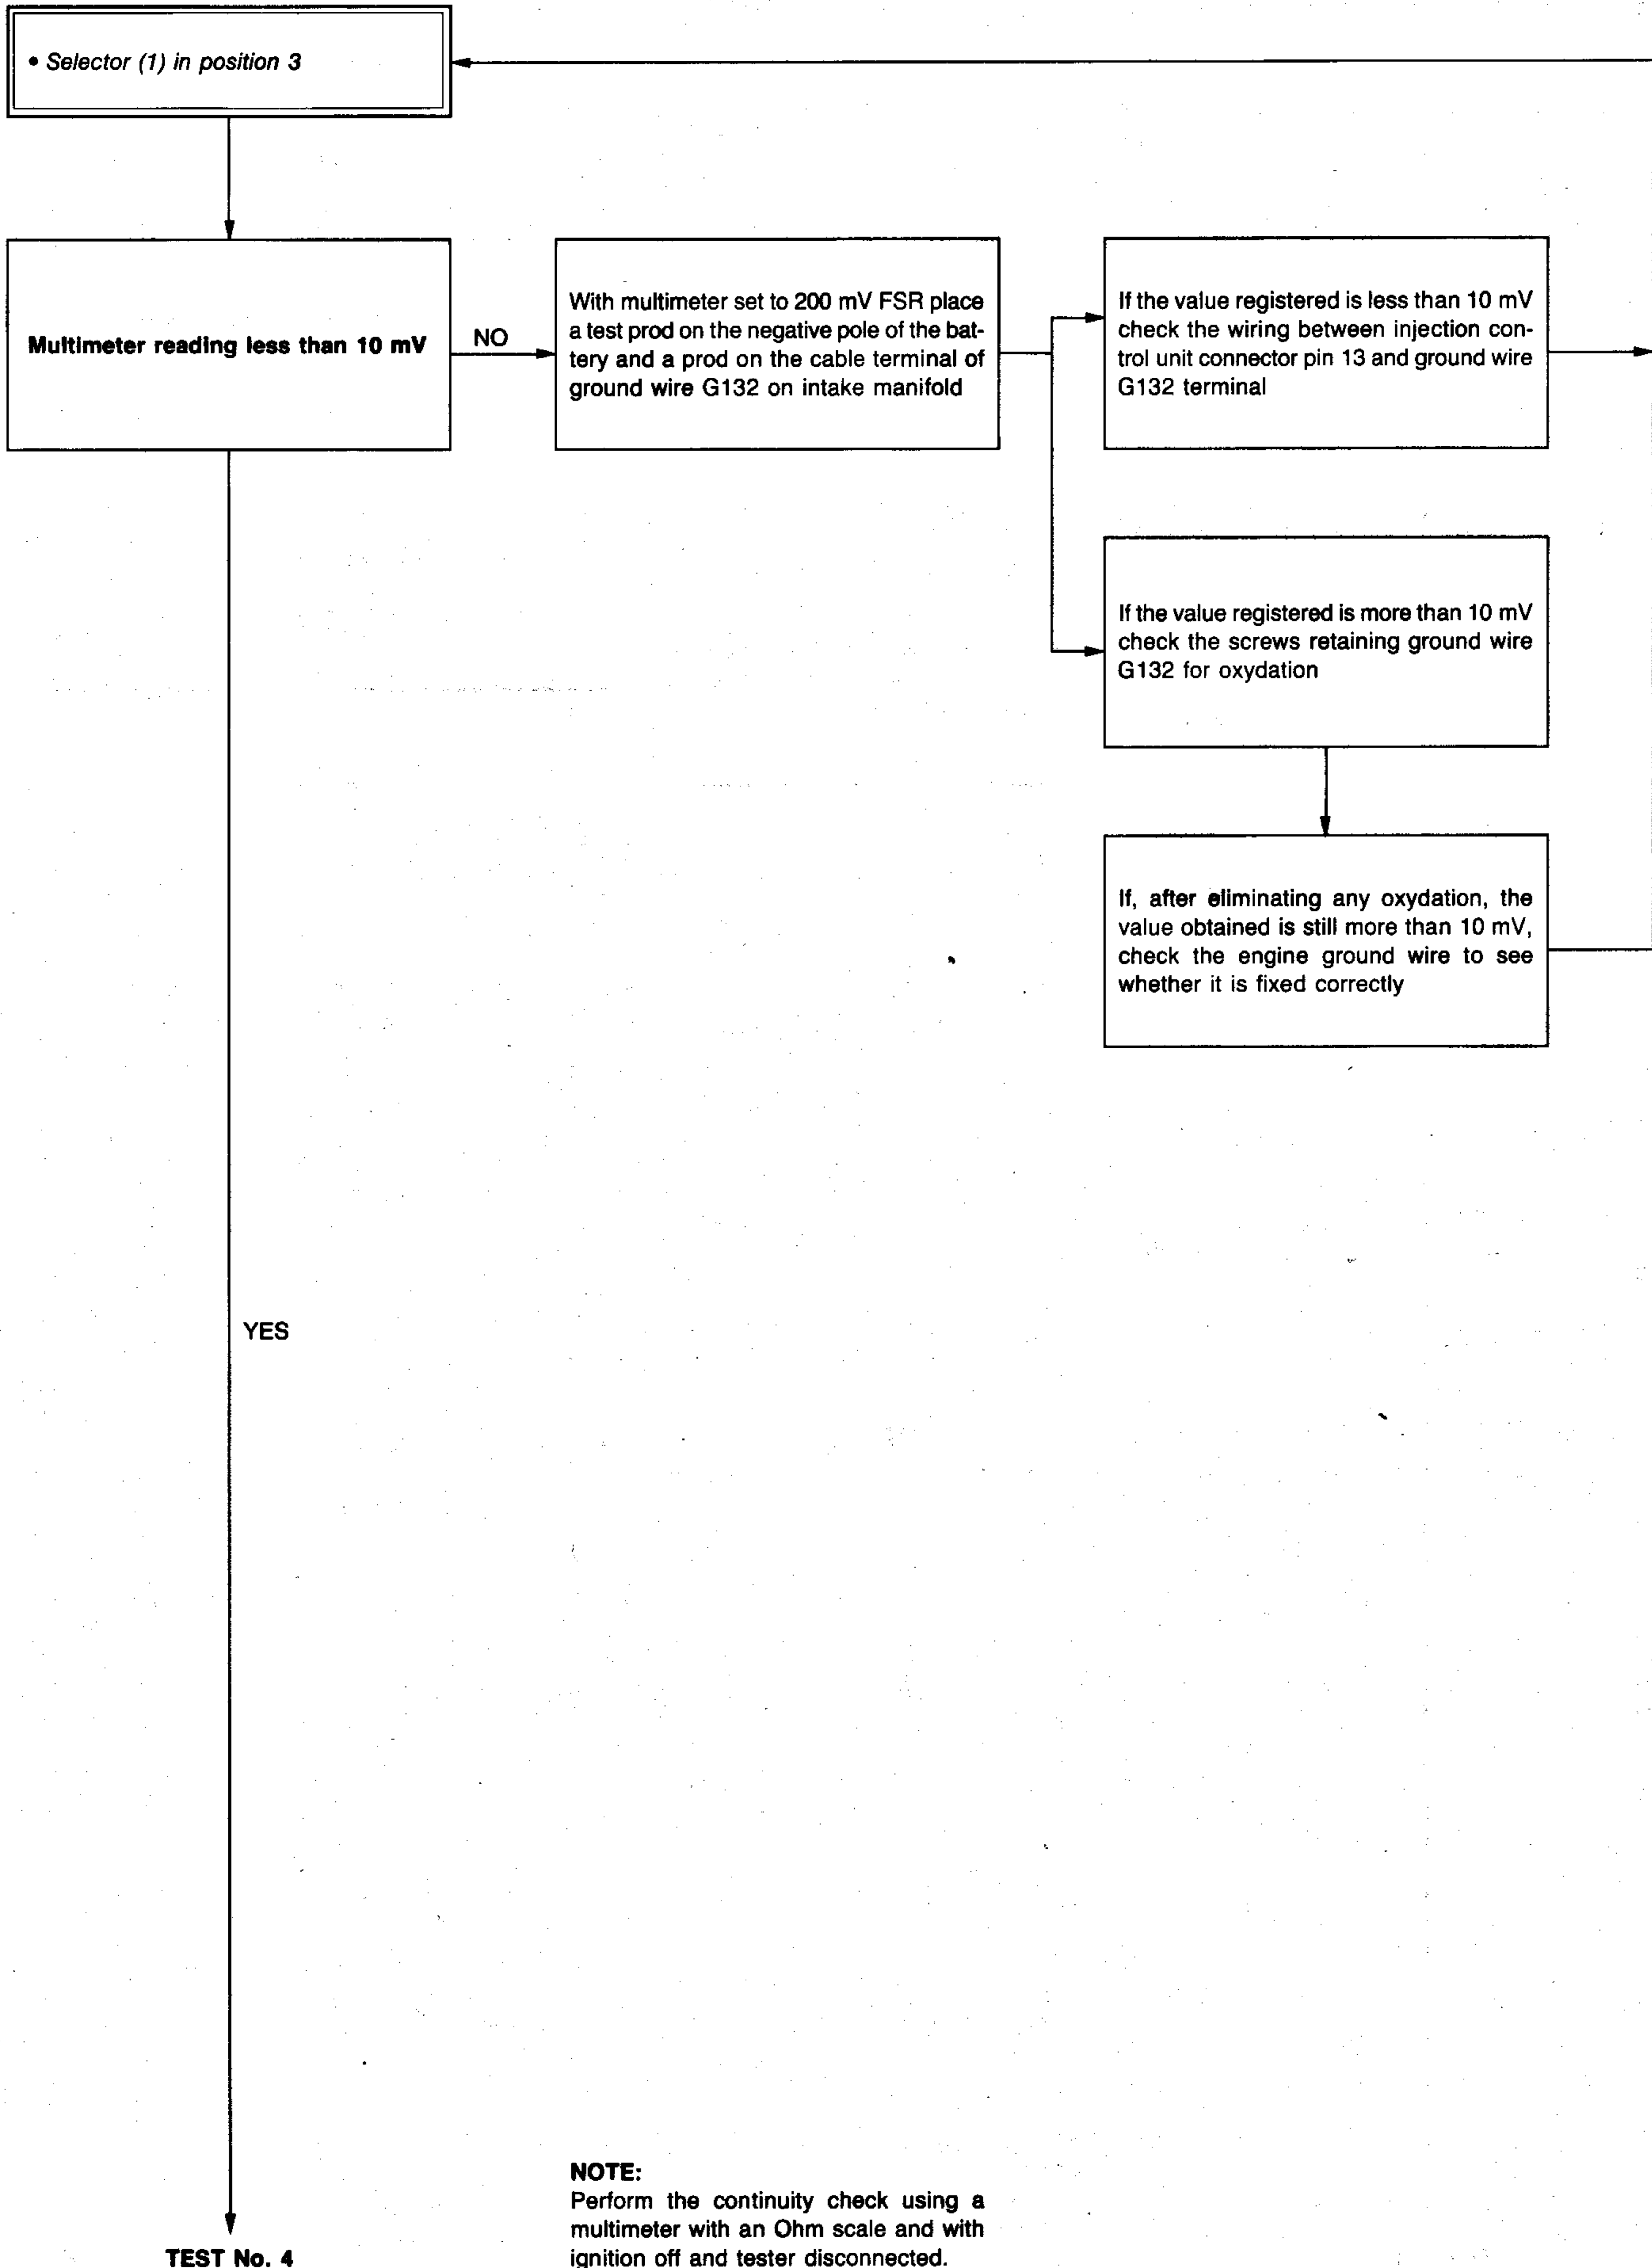 • Selector (1) in position 3
Multimeter reading less than 10 mV
NO
With multimeter set to 200 mV FSR place
a test prod on the negative pole of the bat-
tery and a prod on the cable terminal of
ground wire G132 on intake manifold
If the value registered is less than 10 mV
check the wiring between injection con-
trol unit connector pin 13 and ground wire
G132 terminal
If the value registered is more than 10 mV
check the screws retaining ground wire
G132 for oxydation
If, after eliminating any oxydation, the
value obtained is still more than 10 mV,
check the engine ground wire to see
whether it is fixed correctly
YES
NOTE:
Perform the continuity check using a
multimeter with an Ohm scale and with
ignition off and tester disconnected.
TEST No. 4